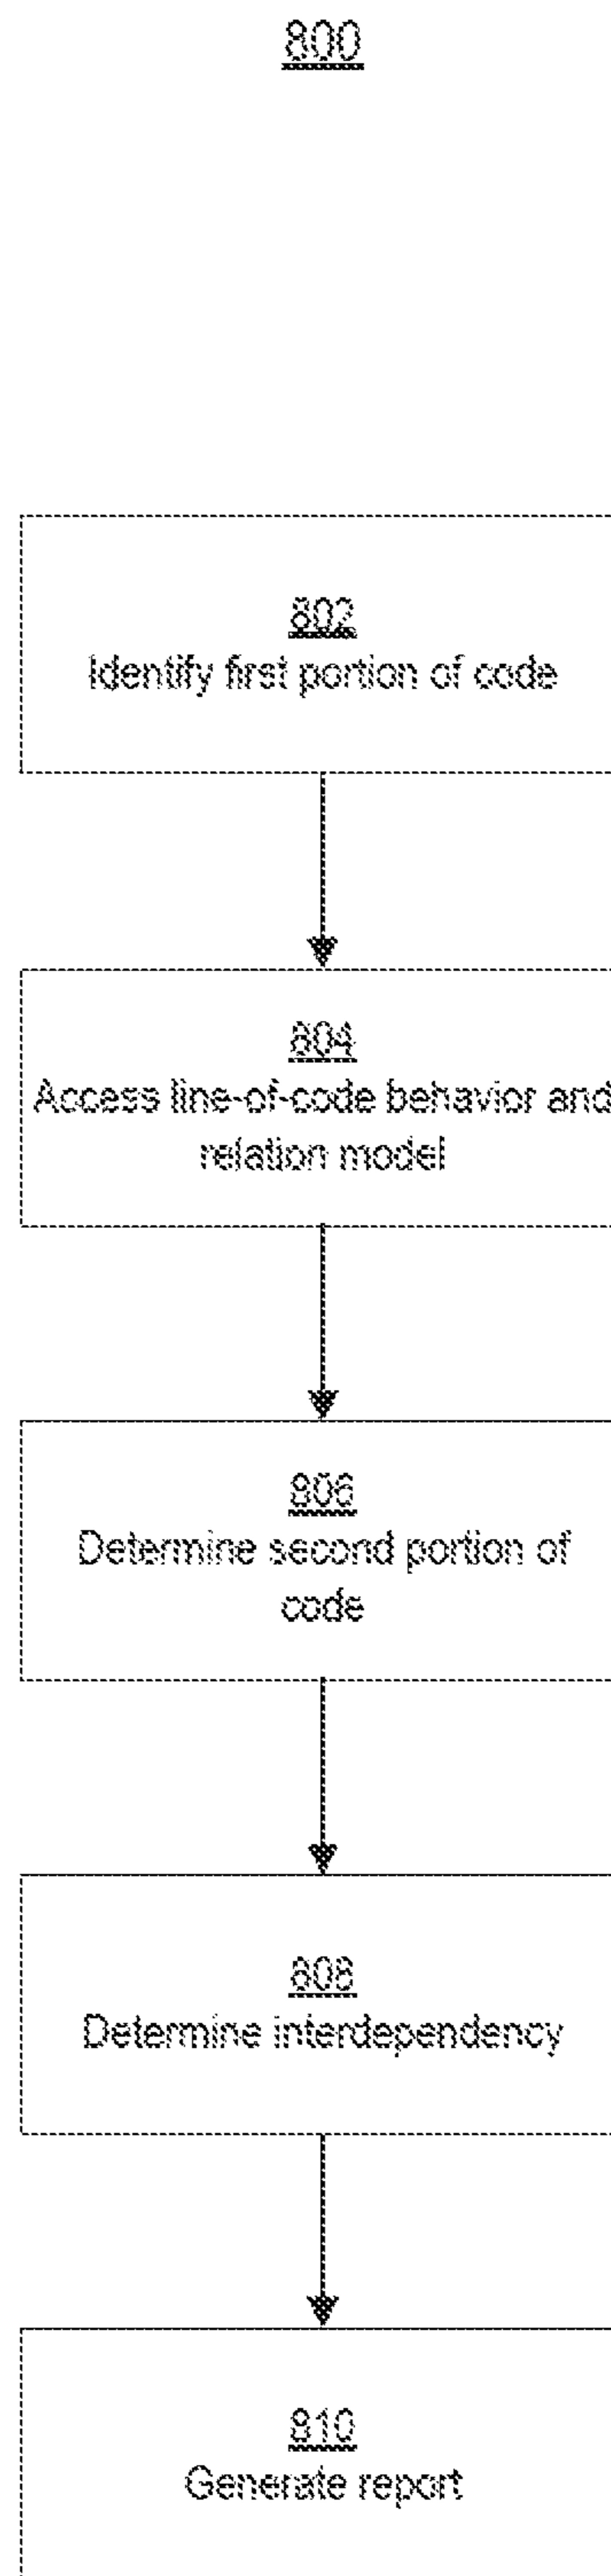 800
802
Identify first portion of code
804
Access line-of-code behavior and
relation model
806
Determine second portion of
code
808
Determine interdependency
810
Generate report